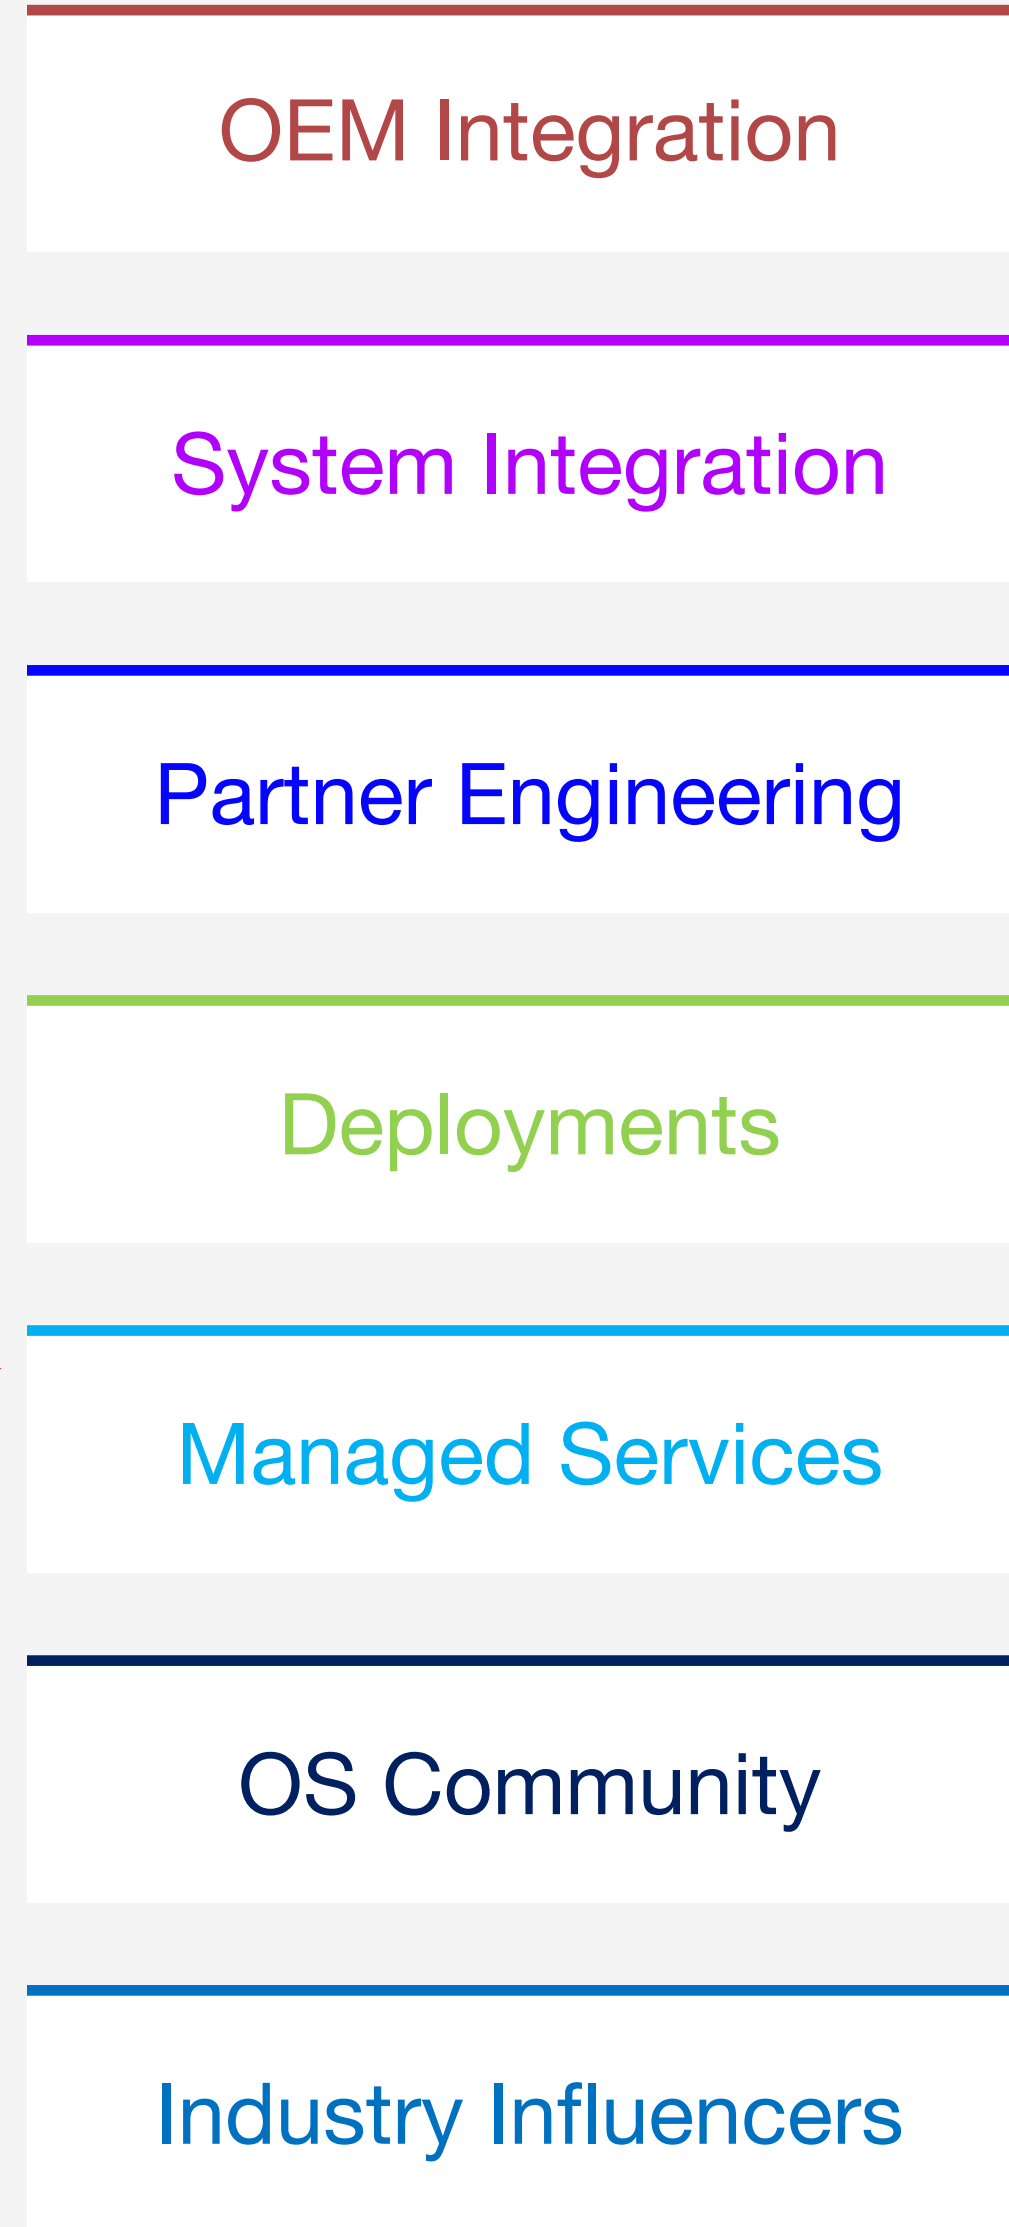 OEM Integration
System Integration
Partner Engineering
Deployments
Managed Services
OS Community
Industry Influencers